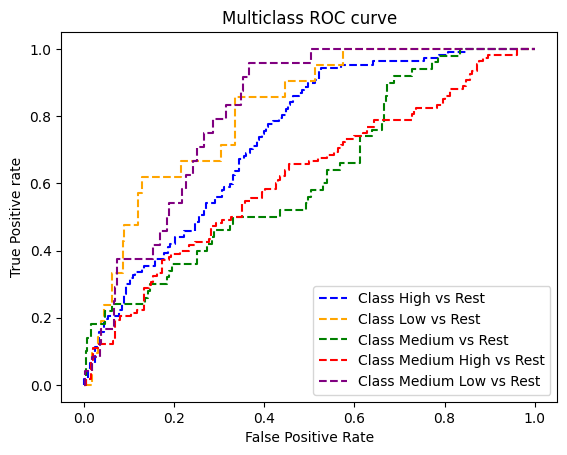 Multiclass ROC curve
True Positive rate
1.0
0.8
0.6
0.4
0.2
0.0
Class High vs Rest
Class Low vs Rest
Class Medium vs Rest
Class Medium High vs Rest
Class Medium Low vs Rest
0.0 0.2 0.4 0.6 0.8 1.0
False Positive Rate